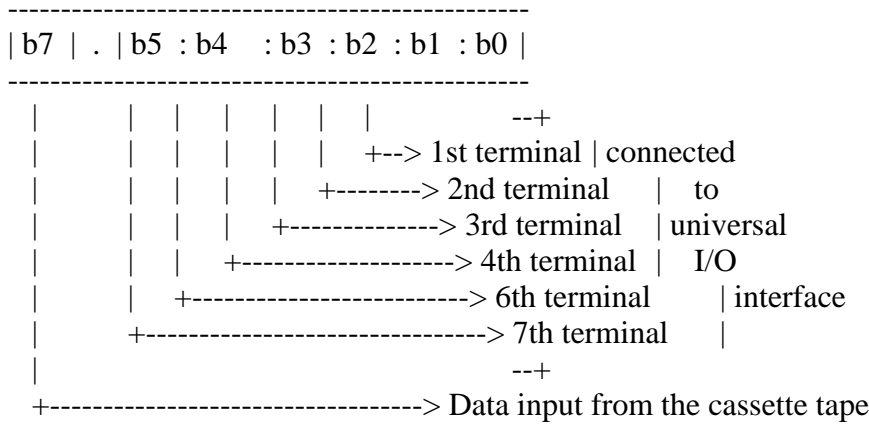 -------------------------------------------------
| b7 | . | b5 : b4 : b3 : b2 : b1 : b0 |
-------------------------------------------------
| | | | | | | --+
| | | | | | +--> 1st terminal | connected
| | | | | +--------> 2nd terminal | to
| | | | +--------------> 3rd terminal | universal
| | | +--------------------> 4th terminal | I/O
| | +--------------------------> 6th terminal | interface
| +--------------------------------> 7th terminal |
| --+
+------------------------------------> Data input from the cassette tape